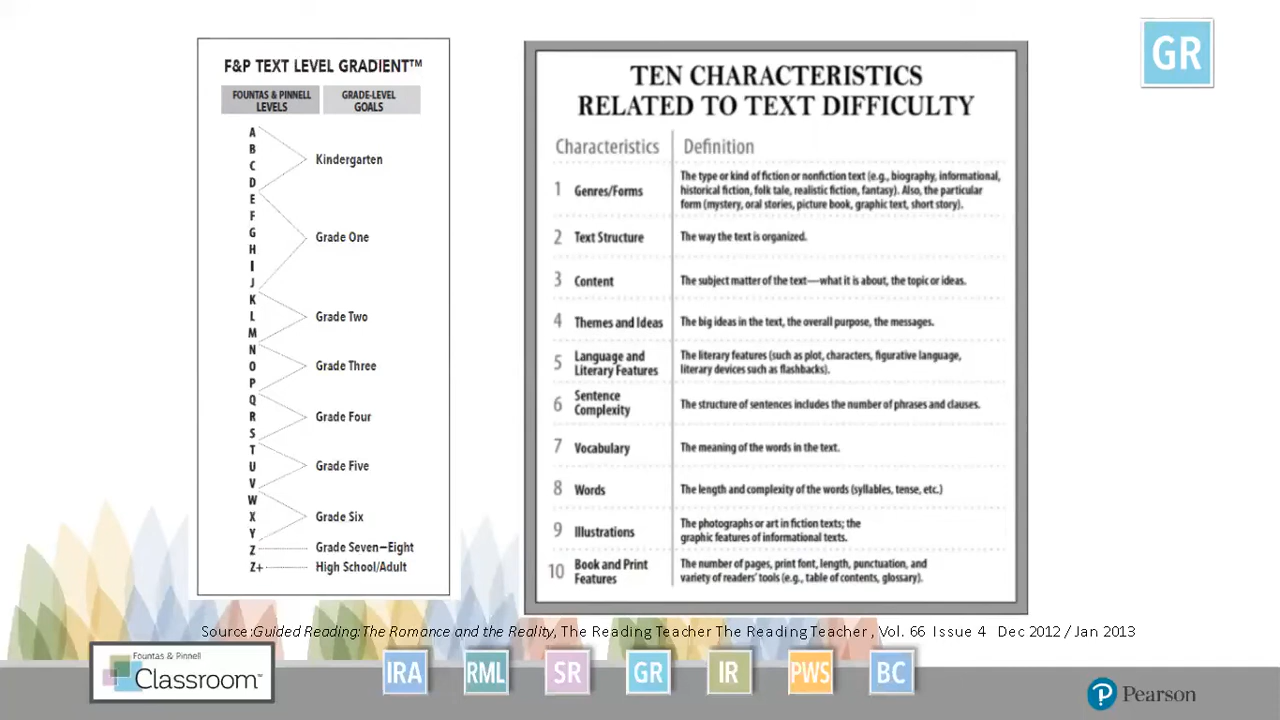 GR
F&P TEXT LEVEL GRADIENT™
FOUNTAS & PINNELL
LEVELS
GRADE-LEVEL
GOALS
A
B
C
D
Kindergarten
E
F
G
H
I
J
Grade One
K
L
M
Grade Two
N
O
P
Grade Three
Q
R
S
Grade Four
T
U
V
Grade Five
W
X
Y
Grade Six
Z
Grade Seven–Eight
Z+
High School/Adult
TEN CHARACTERISTICS
RELATED TO TEXT DIFFICULTY
Characteristics
Definition
1 Genres/Forms
The type or kind of fiction or nonfiction text (e.g., biography, informational,
historical fiction, folk tale, realistic fiction, fantasy). Also, the particular
form (mystery, oral stories, picture book, graphic text, short story).
2 Text Structure
The way the text is organized.
3 Content
The subject matter of the text—what it is about, the topic or ideas.
4 Themes and Ideas
The big ideas in the text, the overall purpose, the messages.
5 Language and
Literary Features
The literary features (such as plot, characters, figurative language,
literary devices such as flashbacks).
6 Sentence
Complexity
The structure of sentences includes the number of phrases and clauses.
7 Vocabulary
The meaning of the words in the text.
8 Words
The length and complexity of the words (syllables, tense, etc.)
9 Illustrations
The photographs or art in fiction texts; the
graphic features of informational texts.
10 Book and Print
Features
The number of pages, print font, length, punctuation, and
variety of readers' tools (e.g., table of contents, glossary).
Source:Guided Reading:The Romance and the Reality, The Reading Teacher The Reading Teacher , Vol. 66 Issue 4 Dec 2012 / Jan 2013
Fountas & Pinnell
Classroom™
IRA
RML
SR
GR
IR
PWS
BC
P Pearson